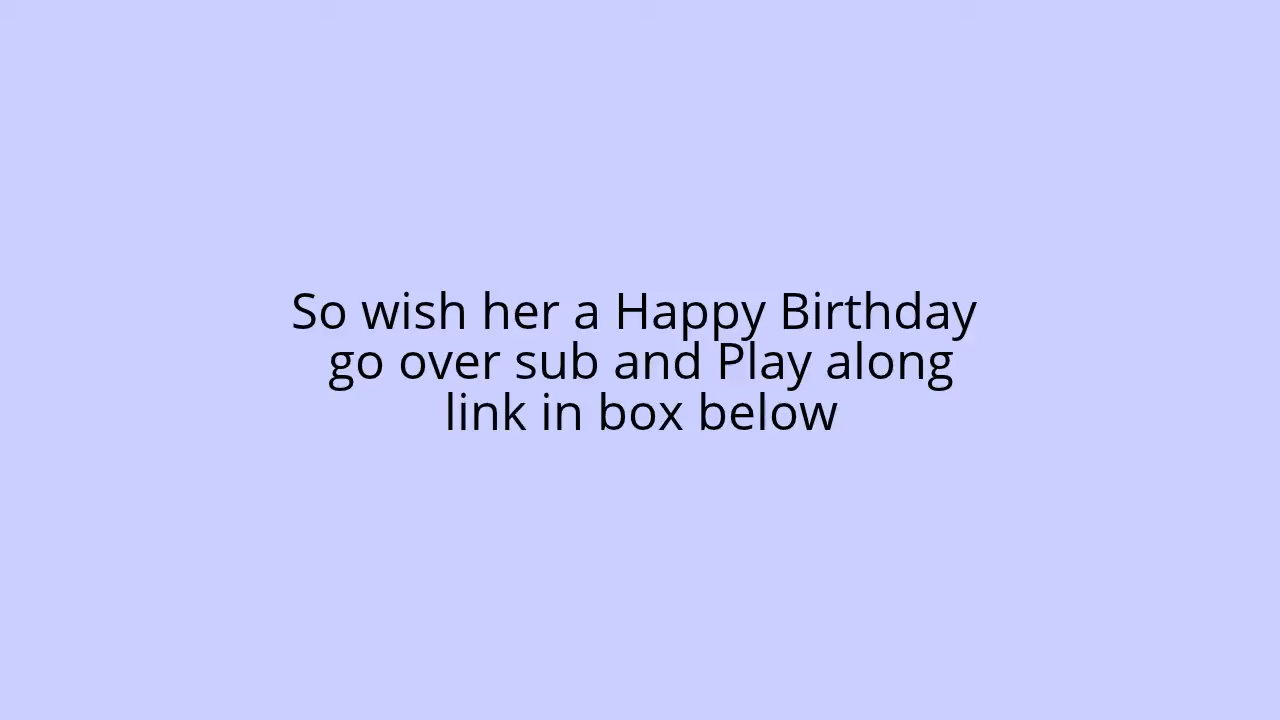 So wish her a Happy Birthday
go over sub and Play along
link in box below